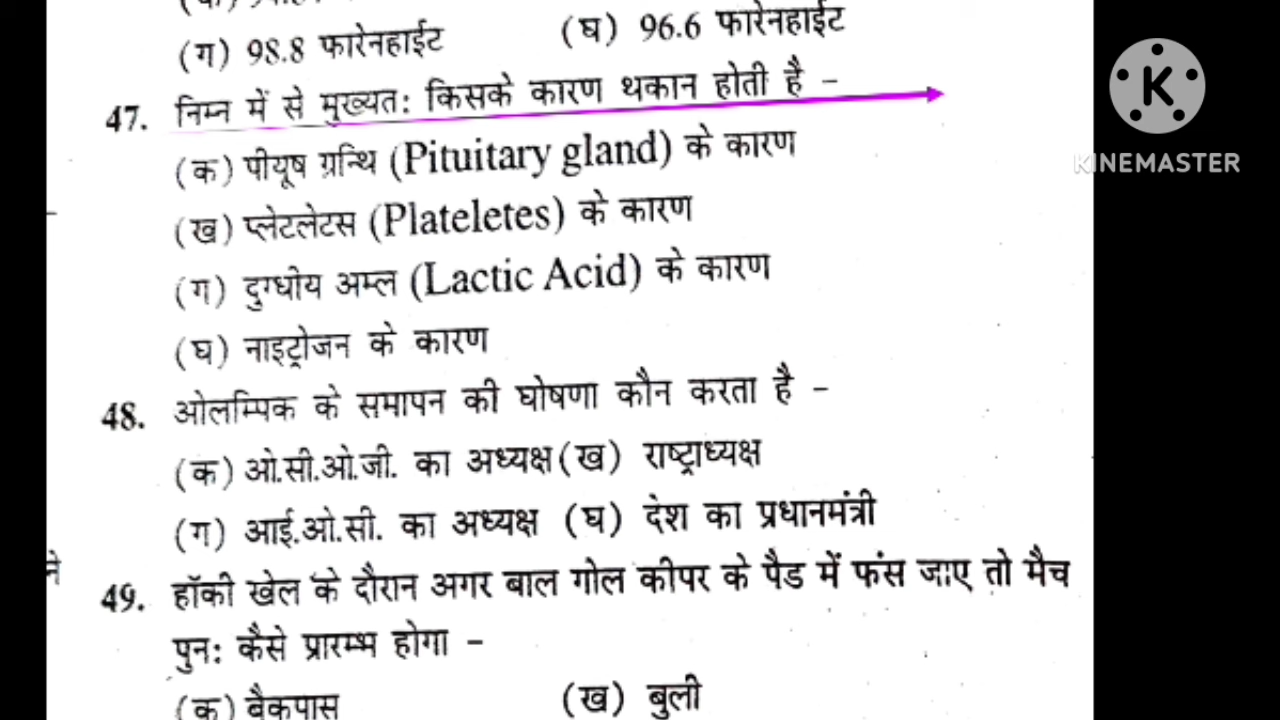 (ग) 98.8 फारेनहाईट (घ) 96.6 फारेनहाईट
47. निम्न में से मुख्यतः किसके कारण थकान होती है –
(क) पीयूष ग्रन्थि (Pituitary gland) के कारण
(ख) प्लेटलेटस (Plateletes) के कारण
(ग) दुग्धोय अम्ल (Lactic Acid) के कारण
(घ) नाइट्रोजन के कारण
48. ओलम्पिक के समापन की घोषणा कौन करता है –
(क) ओ.सी.ओ.जी. का अध्यक्ष (ख) राष्ट्राध्यक्ष
(ग) आई.ओ.सी. का अध्यक्ष (घ) देश का प्रधानमंत्री
49. हॉकी खेल के दौरान अगर बाल गोल कीपर के पैड में फंस जाए तो मैच
पुनः कैसे प्रारम्भ होगा –
(क) बैकपास (ख) बुली
K
KINEMASTER